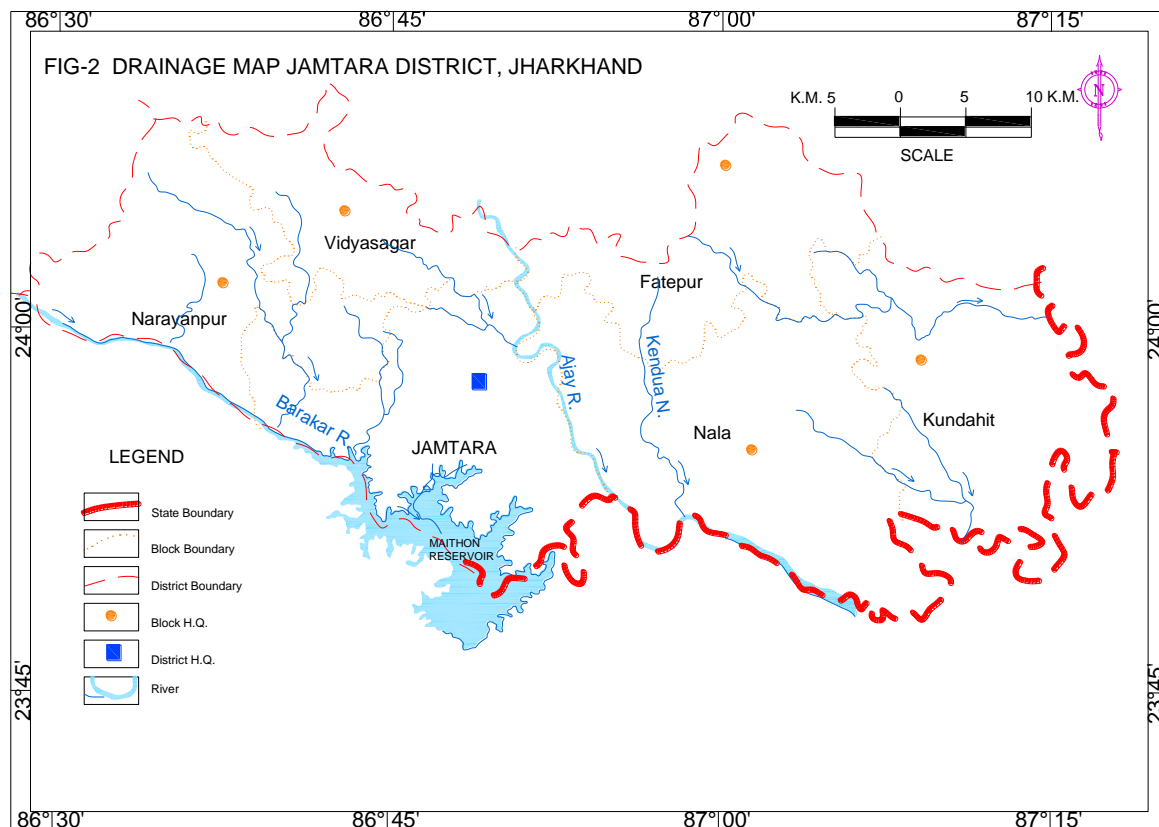 86°30'
86°45'
87°00'
87°15'
FIG-2 DRAINAGE MAP JAMTARA DISTRICT, JHARKHAND
K.M. 5 0 5 10 K.M.
SCALE
N
Vidyasagar
Fatepur
Narayanpur
24°00'
24°00'
Ajay R.
Kendua N.
Barakar R.
Kundahit
Nala
JAMTARA
MAITHON
RESERVOIR
LEGEND
State Boundary
Block Boundary
District Boundary
Block H.Q.
District H.Q.
River
23°45'
23°45'
86°30'
86°45'
87°00'
87°15'